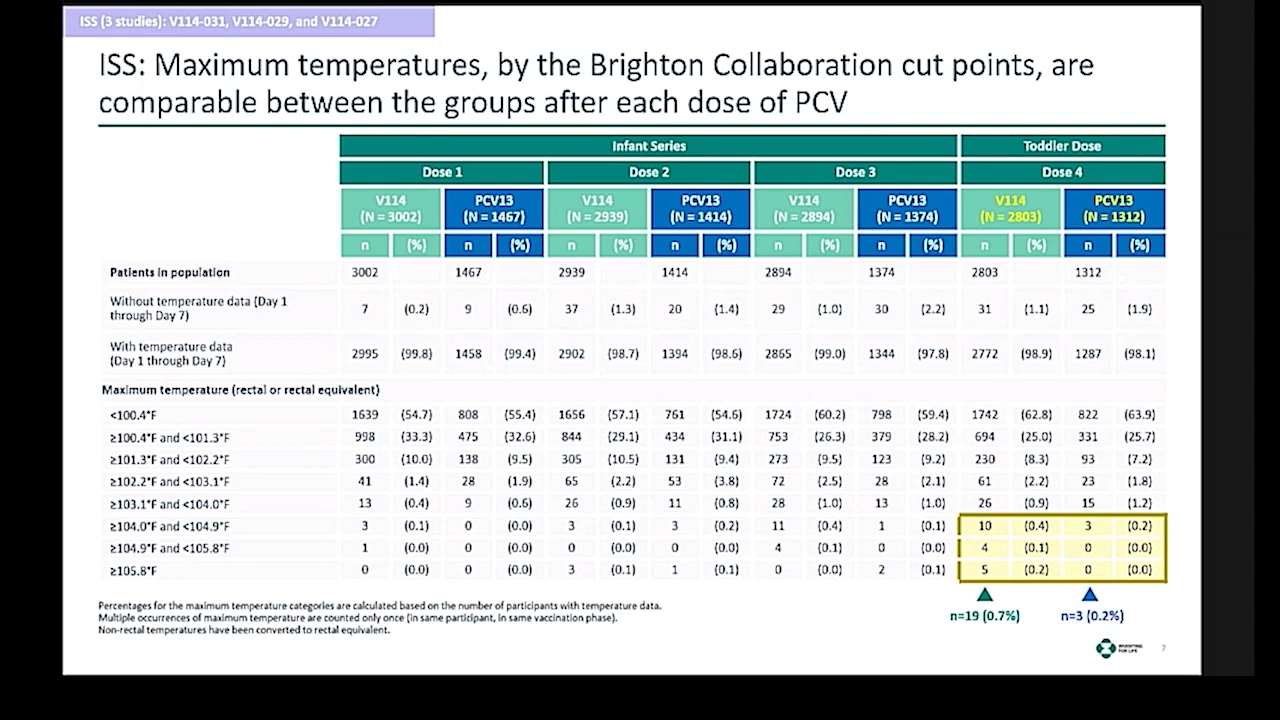 ISS (3 studies): V114-031, V114-029, and V114-027
ISS: Maximum temperatures, by the Brighton Collaboration cut points, are
comparable between the groups after each dose of PCV
Infant Series Toddler Dose
Dose 1 Dose 2 Dose 3 Dose 4
V114 PCV13 V114 PCV13 V114 PCV13 V114 PCV13
(N = 3002) (N = 1467) (N = 2939) (N = 1414) (N = 2894) (N = 1374) (N = 2803) (N = 1312)
n (%) n (%) n (%) n (%) n (%) n (%) n (%) n (%)
Patients in population 3002 1467 2939 1414 2894 1374 2803 1312
Without temperature data (Day 1
through Day 7) 7 (0.2) 9 (0.6) 37 (1.3) 20 (1.4) 29 (1.0) 30 (2.2) 31 (1.1) 25 (1.9)
With temperature data
(Day 1 through Day 7) 2995 (99.8) 1458 (99.4) 2902 (98.7) 1394 (98.6) 2865 (99.0) 1344 (97.8) 2772 (98.9) 1287 (98.1)
Maximum temperature (rectal or rectal equivalent)
<100.4°F 1639 (54.7) 808 (55.4) 1656 (57.1) 761 (54.6) 1724 (60.2) 798 (59.4) 1742 (62.8) 822 (63.9)
≥100.4°F and <101.3°F 998 (33.3) 475 (32.6) 844 (29.1) 434 (31.1) 753 (26.3) 379 (28.2) 694 (25.0) 331 (25.7)
≥101.3°F and <102.2°F 300 (10.0) 138 (9.5) 305 (10.5) 131 (9.4) 273 (9.5) 123 (9.2) 230 (8.3) 93 (7.2)
≥102.2°F and <103.1°F 41 (1.4) 28 (1.9) 65 (2.2) 53 (3.8) 72 (2.5) 28 (2.1) 61 (2.2) 23 (1.8)
≥103.1°F and <104.0°F 13 (0.4) 9 (0.6) 26 (0.9) 11 (0.8) 28 (1.0) 13 (1.0) 26 (0.9) 15 (1.2)
≥104.0°F and <104.9°F 3 (0.1) 0 (0.0) 3 (0.1) 3 (0.2) 11 (0.4) 1 (0.1) 10 (0.4) 3 (0.2)
≥104.9°F and <105.8°F 1 (0.0) 0 (0.0) 0 (0.0) 0 (0.0) 4 (0.1) 0 (0.0) 4 (0.1) 0 (0.0)
≥105.8°F 0 (0.0) 0 (0.0) 3 (0.1) 1 (0.1) 0 (0.0) 2 (0.1) 5 (0.2) 0 (0.0)
n=19 (0.7%) n=3 (0.2%)
Percentages for the maximum temperature categories are calculated based on the number of participants with temperature data.
Multiple occurrences of maximum temperature are counted only once (in same participant, in same vaccination phase).
Non-rectal temperatures have been converted to rectal equivalent.
INVENTING
FOR LIFE
7